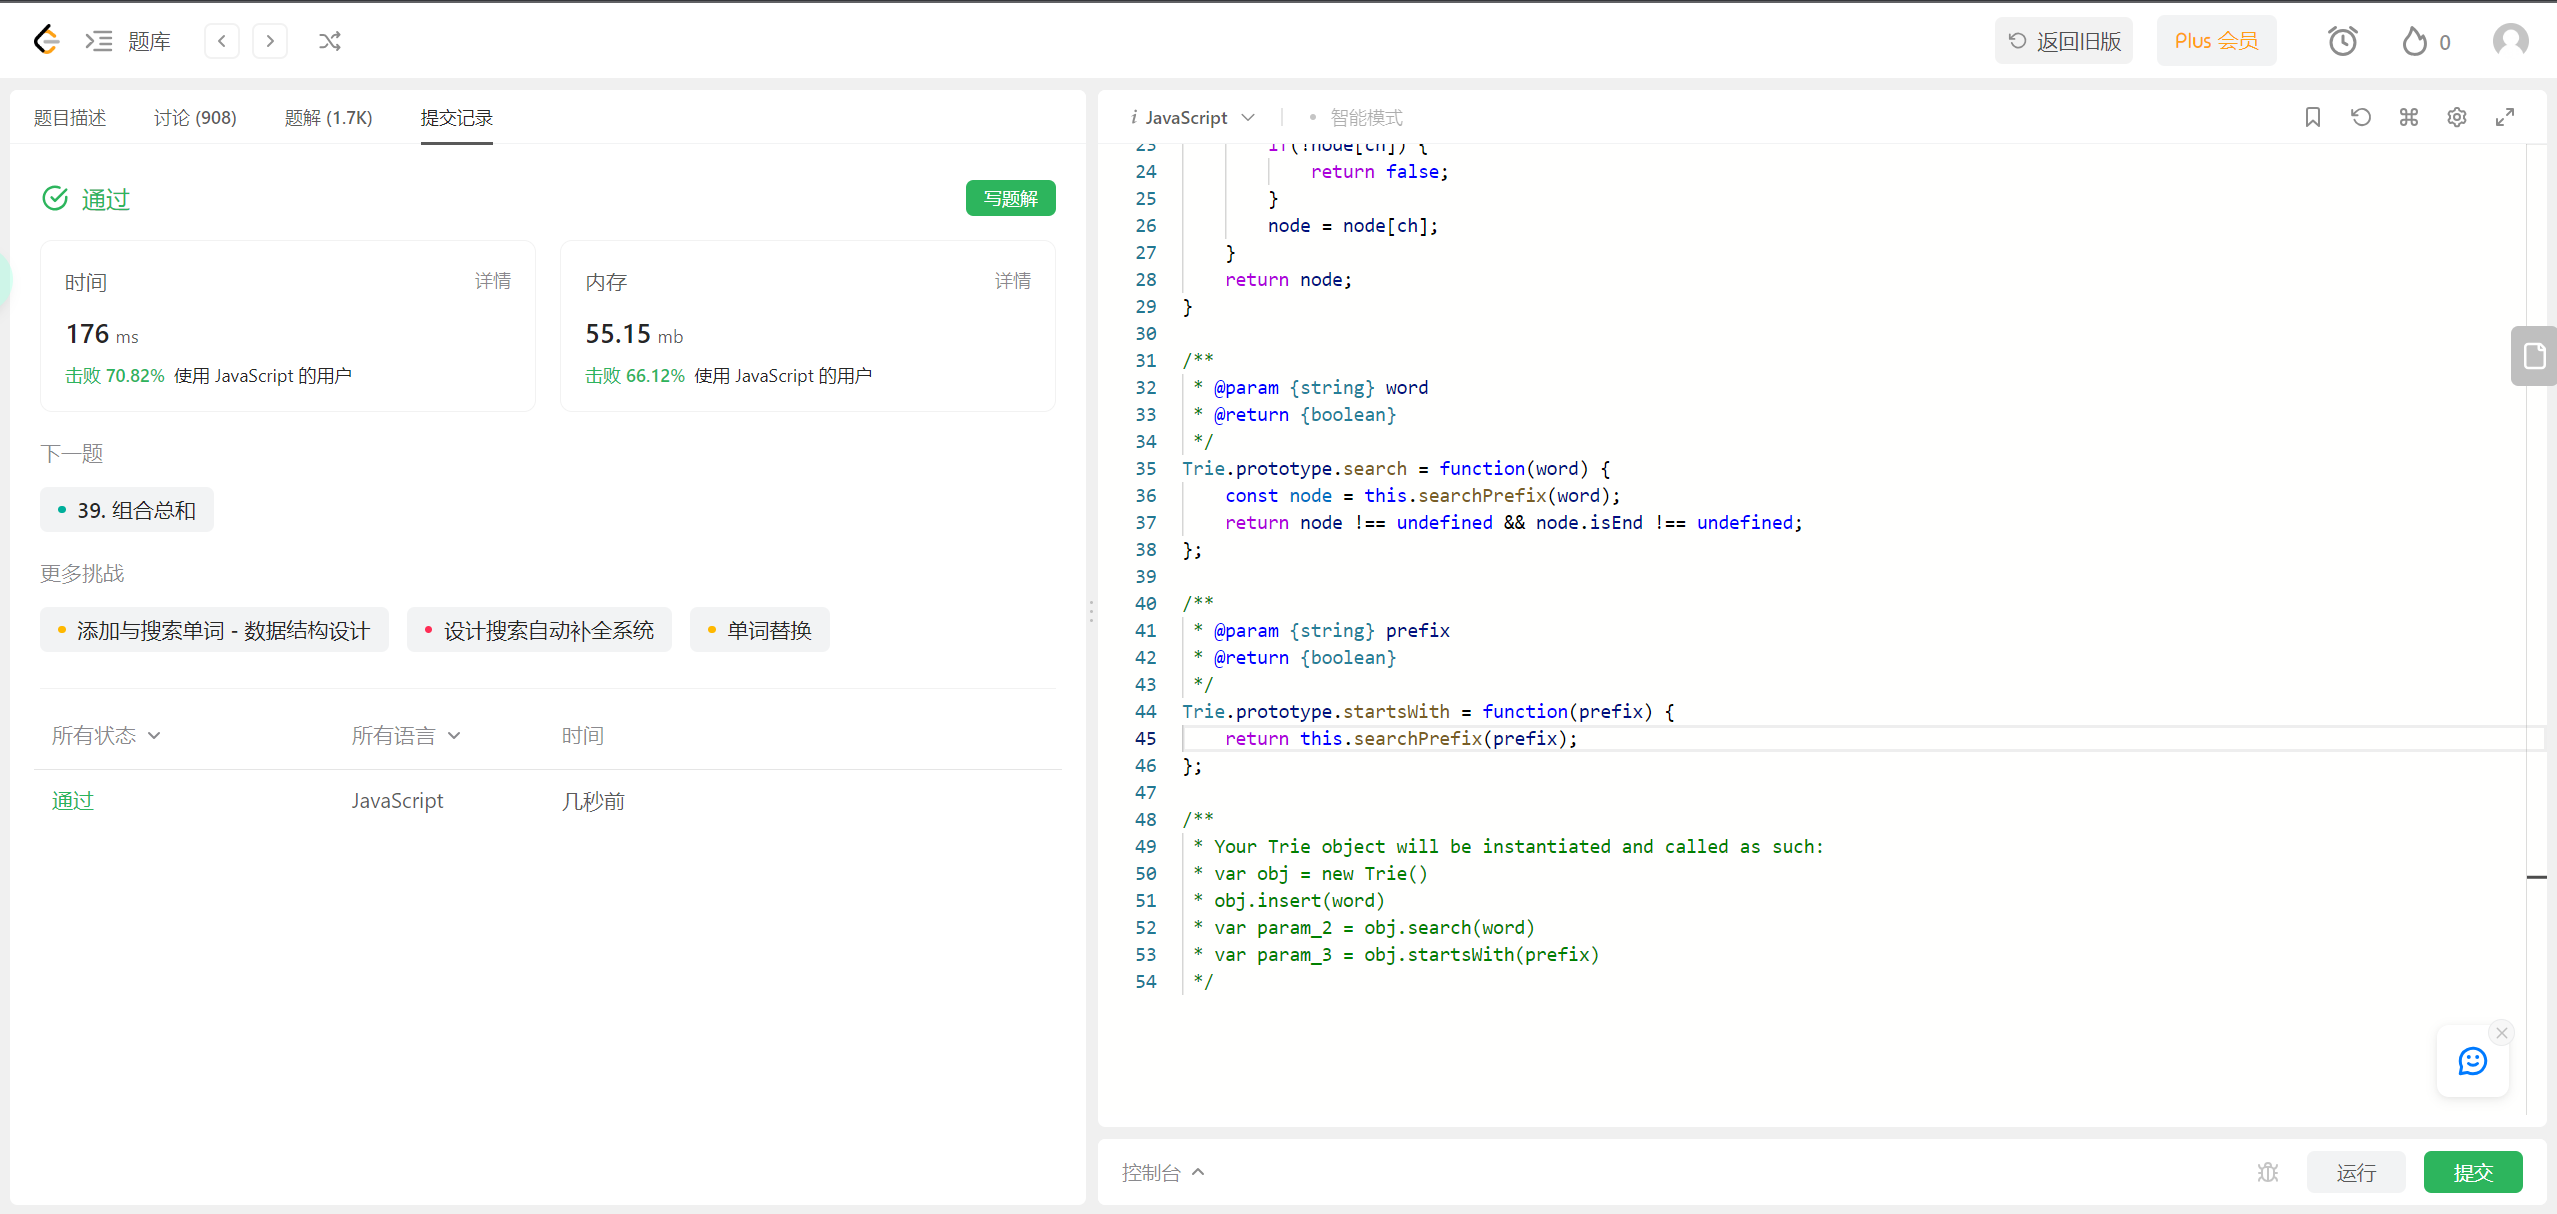 题库
返回旧版
Plus 会员
0
题目描述 讨论 (908) 题解 (1.7K) 提交记录
通过
写题解
时间 详情
176 ms
击败 70.82% 使用 JavaScript 的用户
内存 详情
55.15 mb
击败 66.12% 使用 JavaScript 的用户
下一题
39. 组合总和
更多挑战
添加与搜索单词 - 数据结构设计 设计搜索自动补全系统 单词替换
所有状态 所有语言 时间
通过 JavaScript 几秒前
i JavaScript 智能模式
23 if(!node[ch]) {
24 return false;
25 }
26 node = node[ch];
27 }
28 return node;
29 }
30
31 /**
32 * @param {string} word
33 * @return {boolean}
34 */
35 Trie.prototype.search = function(word) {
36 const node = this.searchPrefix(word);
37 return node !== undefined && node.isEnd !== undefined;
38 };
39
40 /**
41 * @param {string} prefix
42 * @return {boolean}
43 */
44 Trie.prototype.startsWith = function(prefix) {
45 return this.searchPrefix(prefix);
46 };
47
48 /**
49 * Your Trie object will be instantiated and called as such:
50 * var obj = new Trie()
51 * obj.insert(word)
52 * var param_2 = obj.search(word)
53 * var param_3 = obj.startsWith(prefix)
54 */
控制台
运行
提交